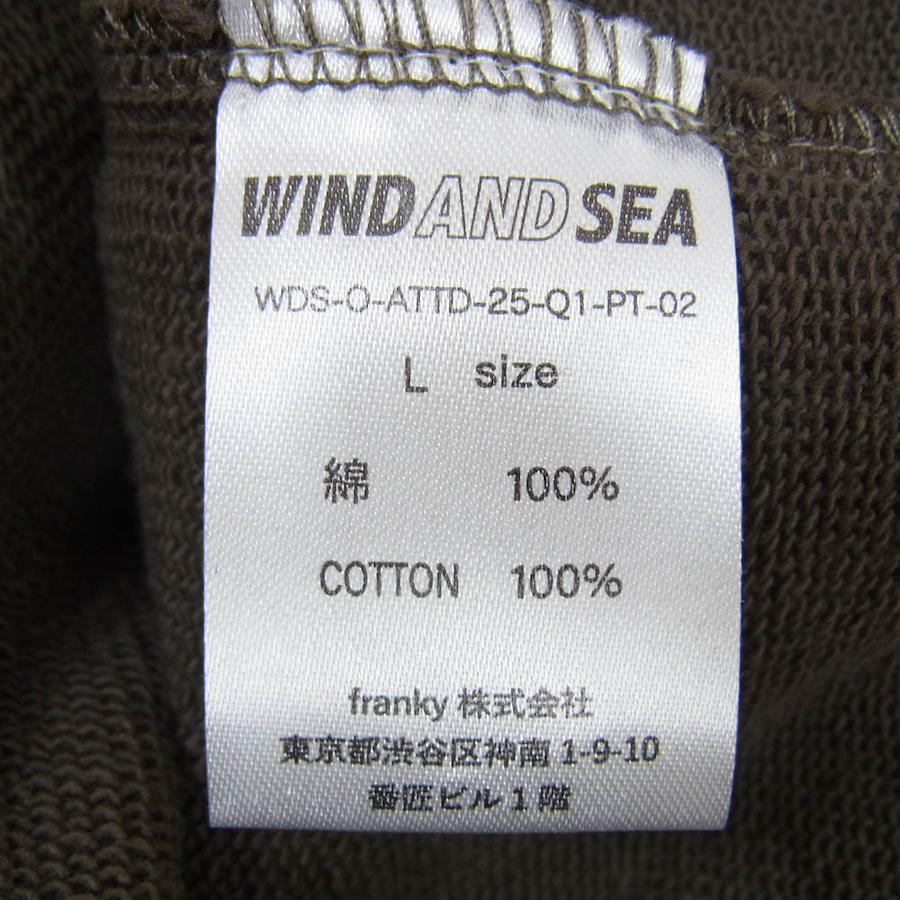 WIND AND SEA
WDS-O-ATTD-25-Q1-PT-02
L size
綿 100%
COTTON 100%
franky 株式会社
東京都渋谷区神南 1-9-10
番匠ビル 1 階